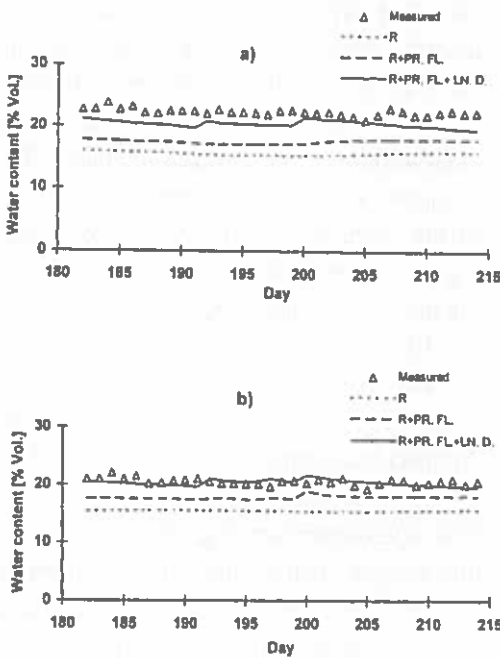 a)
Measured
R
R+PR. FL.
R+PR. FL.+LN. D.
Water contant [% Vol.]
30
20
10
0
180 185 190 195 200 205 210 215
Day
b)
Measured
R
R+PR. FL.
R+PR. FL.+LN. D.
Water content [% Vol.]
30
20
10
0
180 185 190 195 200 205 210 215
Day